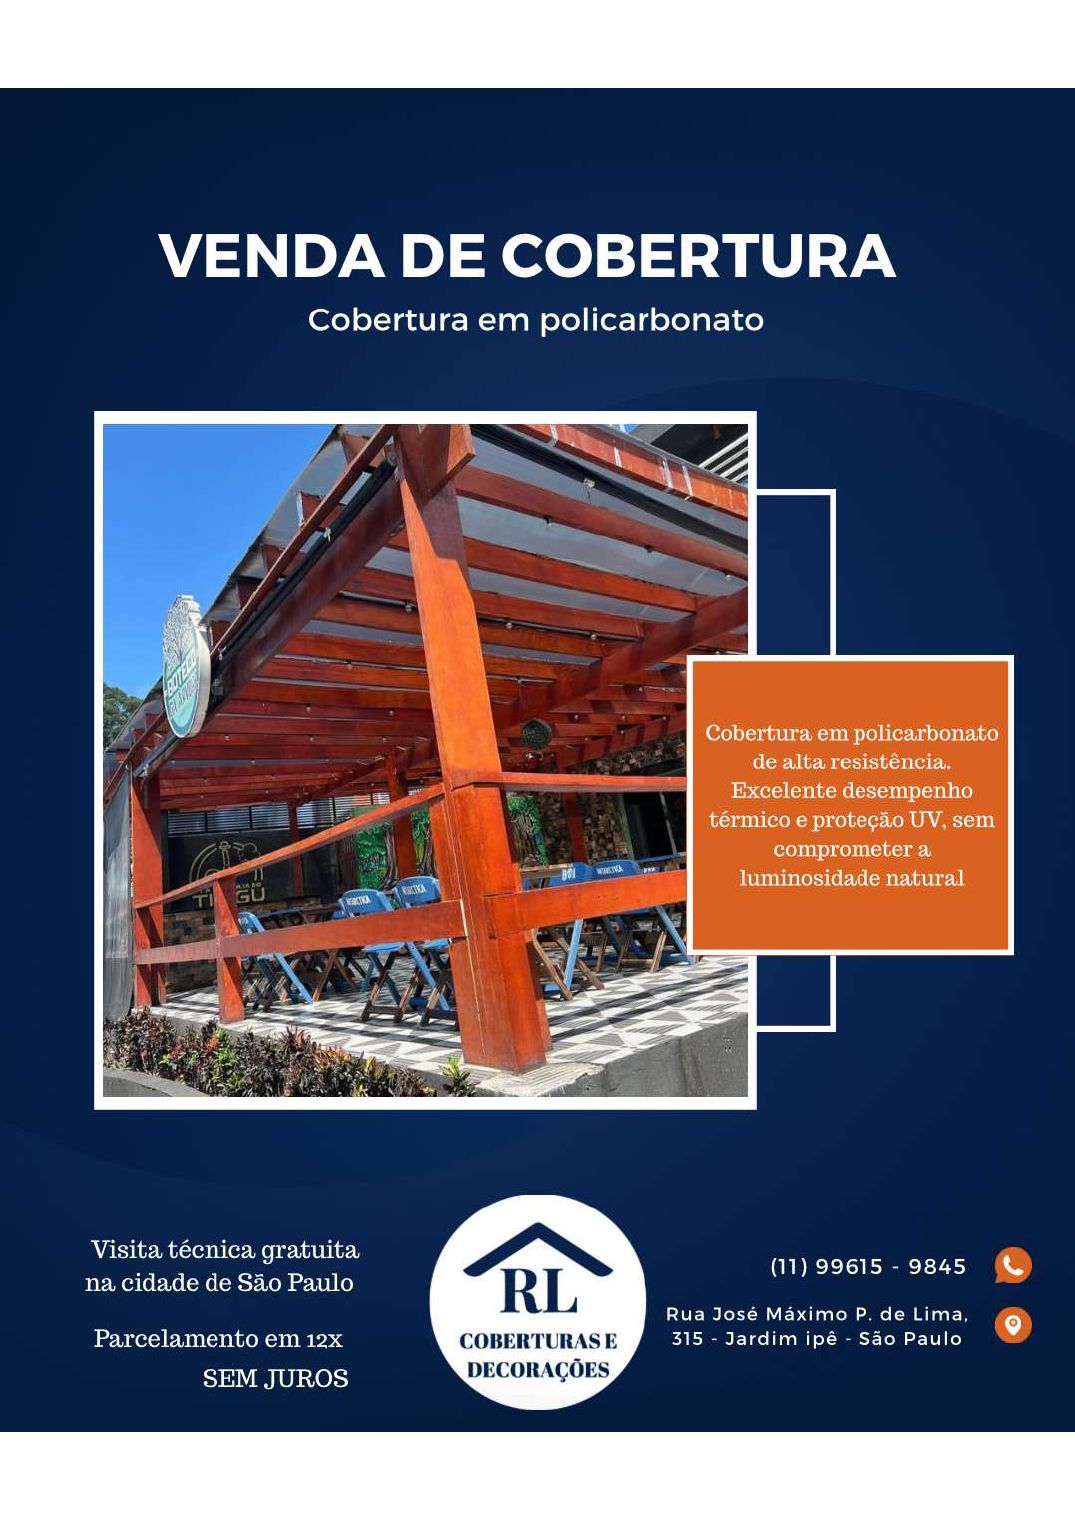 VENDA DE COBERTURA
Cobertura em policarbonato
BOTECO
ANTARCTICA
Cobertura em policarbonato
de alta resistência.
Excelente desempenho
térmico e proteção UV, sem
comprometer a
luminosidade natural
Visita técnica gratuita
na cidade de São Paulo
Parcelamento em 12x
SEM JUROS
RL
COBERTURAS E
DECORAÇÕES
(11) 99615 - 9845
Rua José Máximo P. de Lima,
315 - Jardim ipê - São Paulo